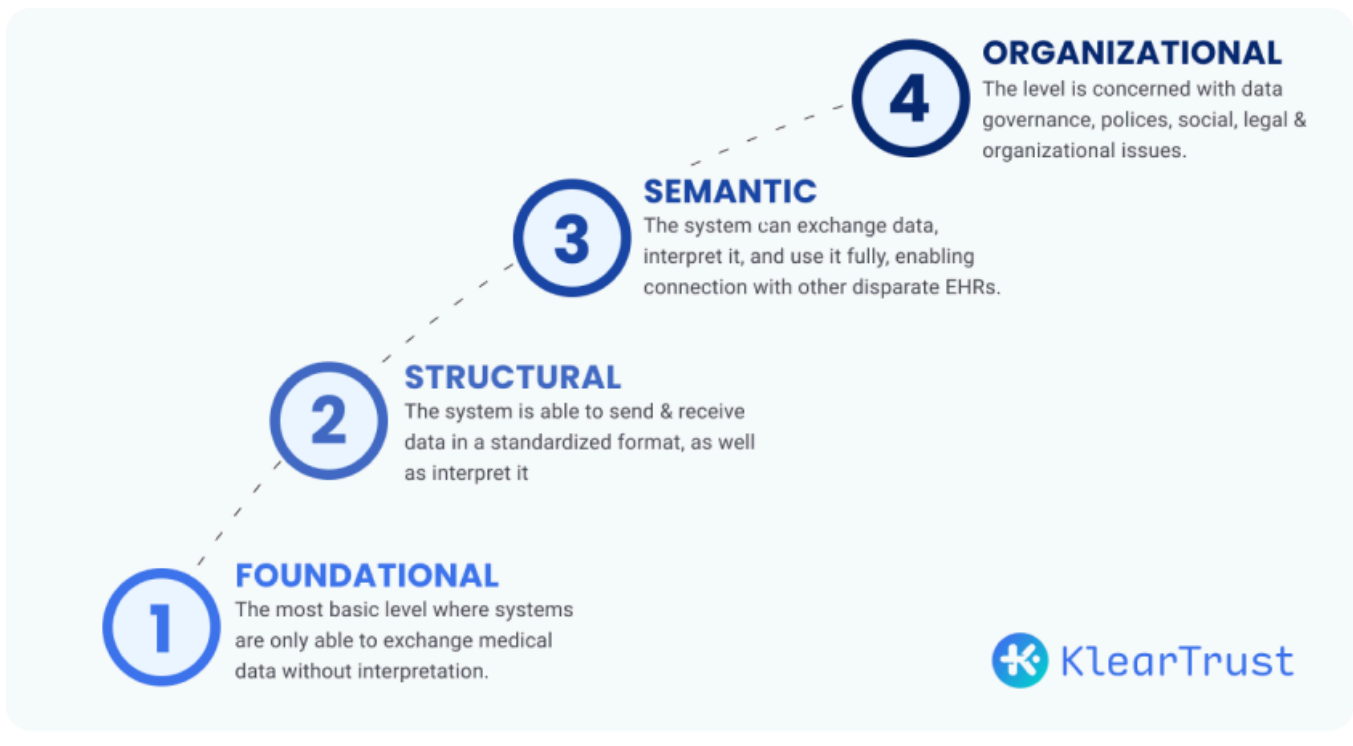 4
ORGANIZATIONAL
The level is concerned with data
governance, polices, social, legal &
organizational issues.
3
SEMANTIC
The system can exchange data,
interpret it, and use it fully, enabling
connection with other disparate EHRs.
2
STRUCTURAL
The system is able to send & receive
data in a standardized format, as well
as interpret it
1
FOUNDATIONAL
The most basic level where systems
are only able to exchange medical
data without interpretation.
KlearTrust